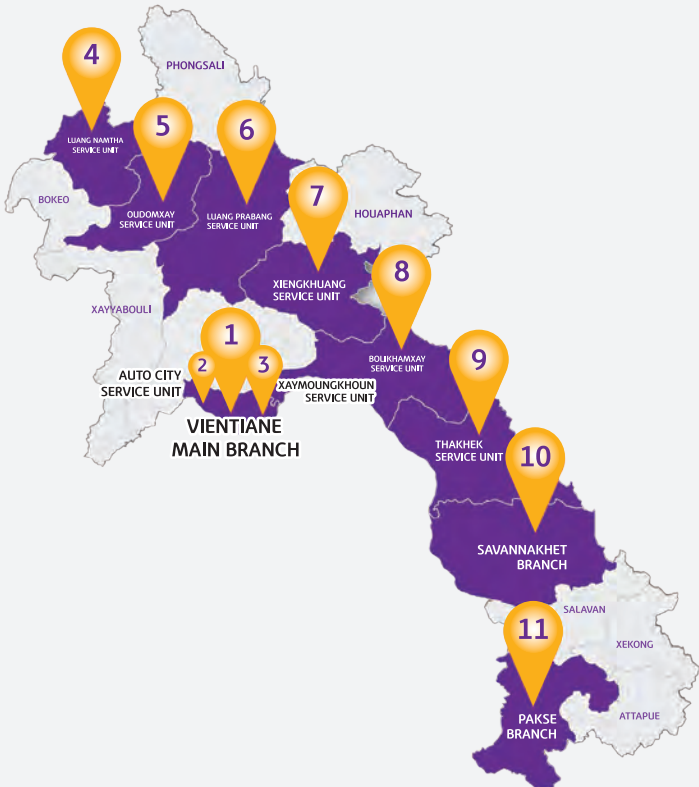 4
PHONGSALI
5
6
LUANG NAMTHA
SERVICE UNIT
7
BOKEO
OUDOMXAY
SERVICE UNIT
LUANG PRABANG
SERVICE UNIT
HOUAPHAN
8
XIENGKHUANG
SERVICE UNIT
XAYYABOULI
1
2
3
9
AUTO CITY
SERVICE UNIT
BOLIKHAMXAY
SERVICE UNIT
XAYMOUNGKHOUN
SERVICE UNIT
VIENTIANE
MAIN BRANCH
THAKHEK
SERVICE UNIT
10
SAVANNAKHET
BRANCH
SALAVAN
11
XEKONG
PAKSE
BRANCH
ATTAPUE